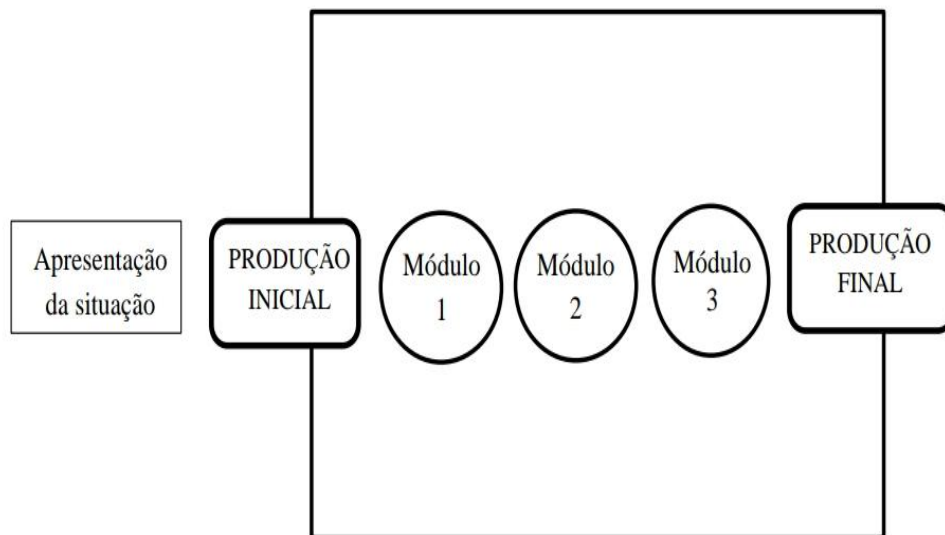 Apresentação
da situação
PRODUÇÃO
INICIAL
Módulo
1
Módulo
2
Módulo
3
PRODUÇÃO
FINAL